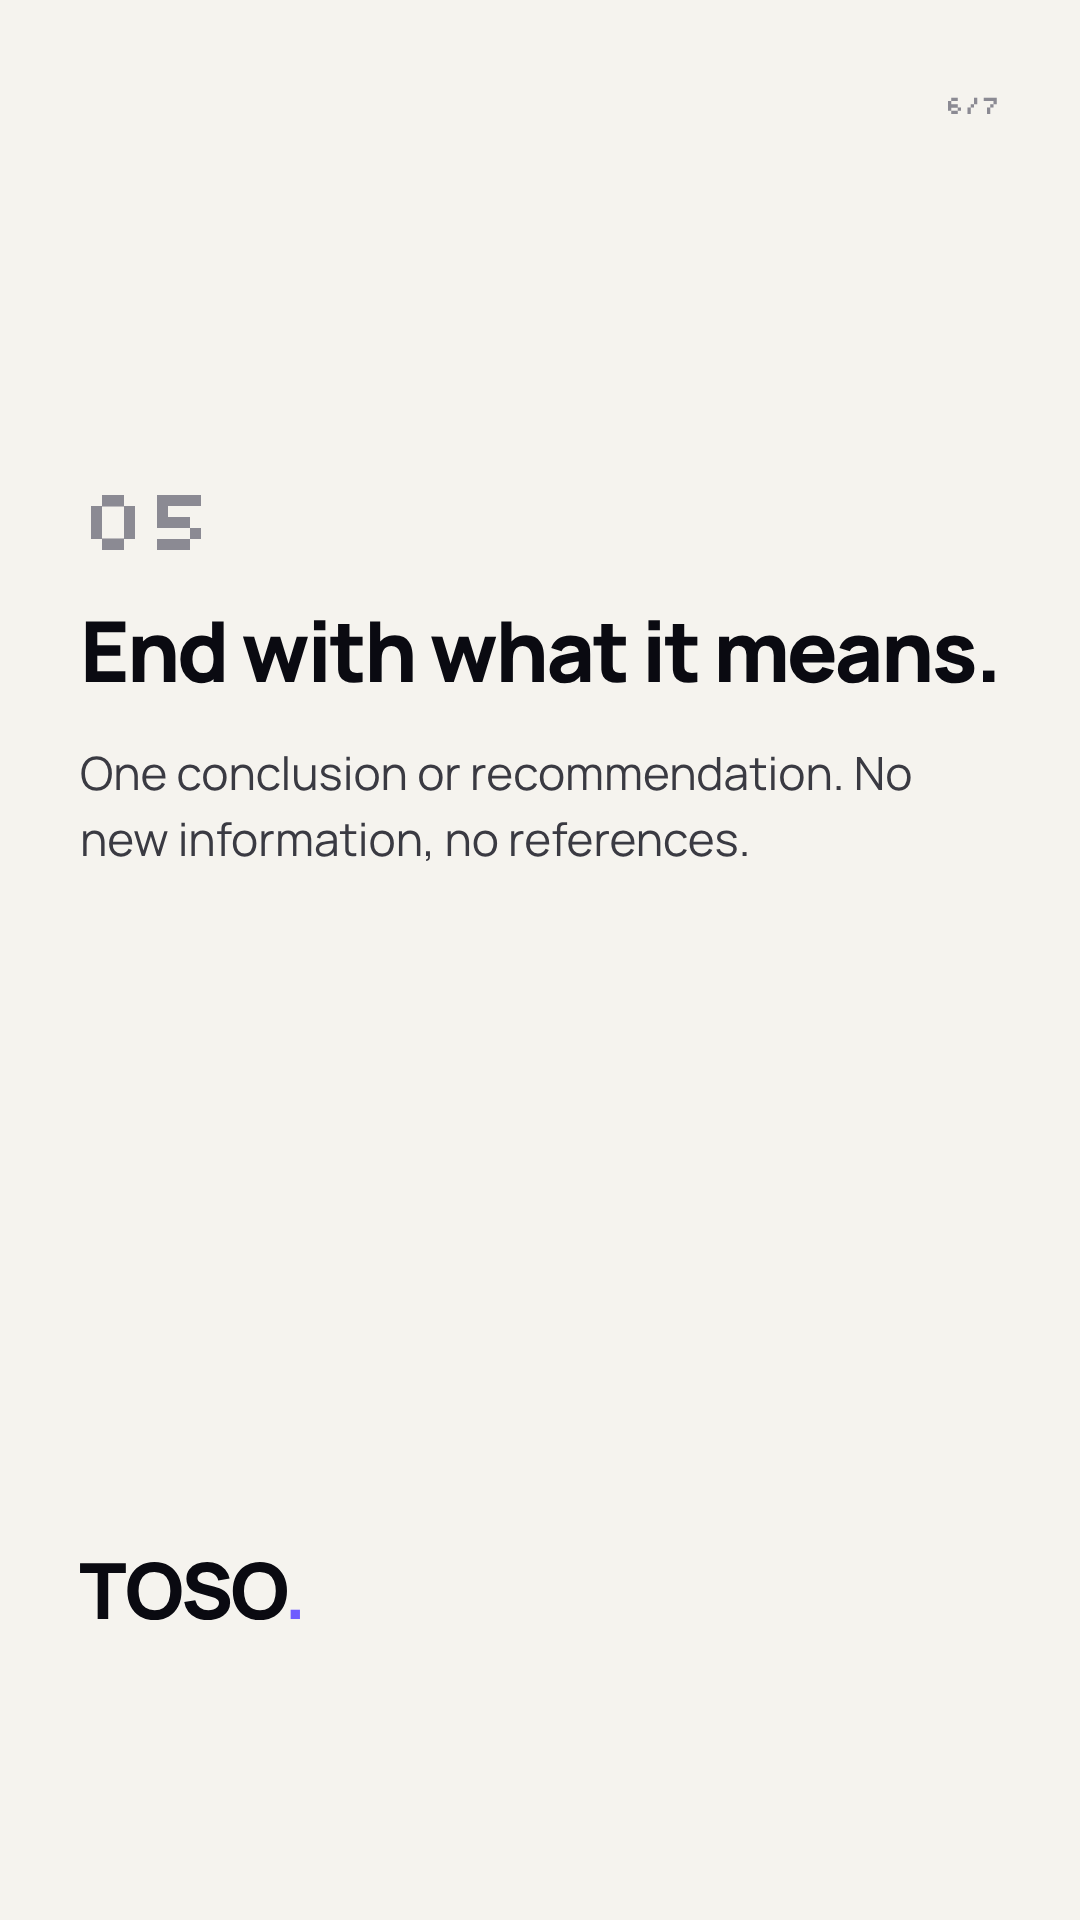 6/7
05
End with what it means.
One conclusion or recommendation. No
new information, no references.
TOSO.